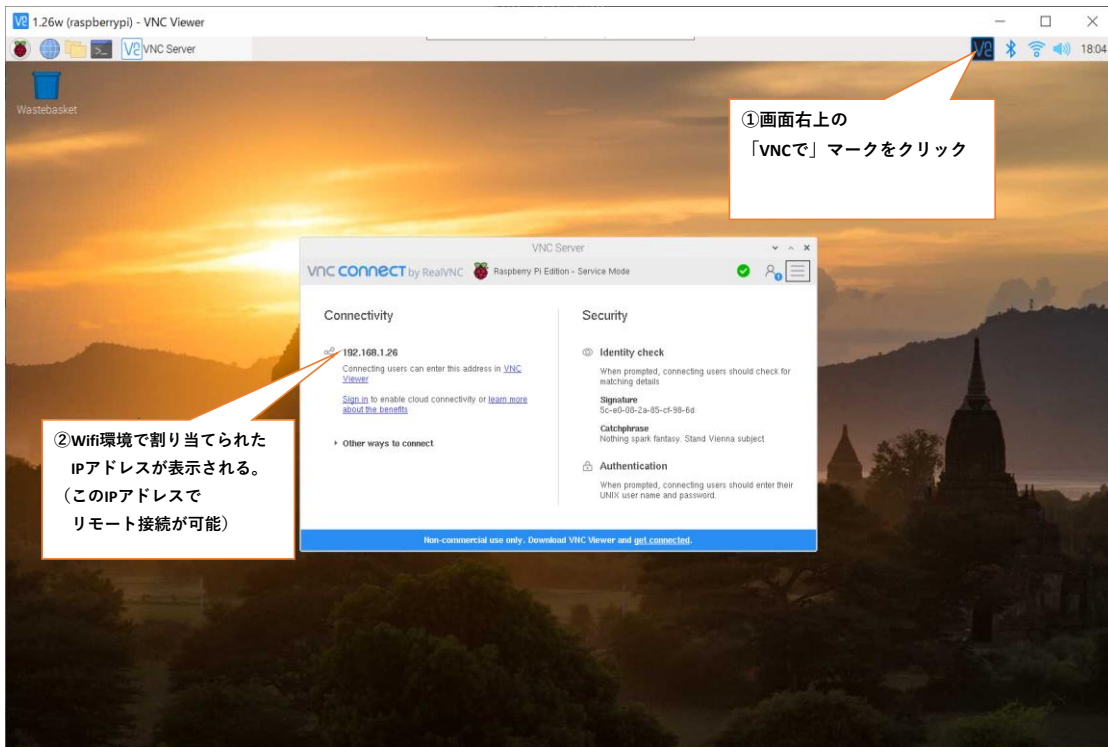 1.26w (raspberrypi) - VNC Viewer
VNC Server
18:04
Wastebasket
①画面右上の
「VNCで」マークをクリック
VNC Server
vnc connect by RealVNC Raspberry Pi Edition - Service Mode
Connectivity
192.168.1.26
Connecting users can enter this address in VNC
Viewer
Sign in to enable cloud connectivity or learn more
about the benefits
Other ways to connect
Security
Identity check
When prompted, connecting users should check for
matching details
Signature
5c-e0-08-2a-85-cf-98-6d
Catchphrase
Nothing spark fantasy. Stand Vienna subject
Authentication
When prompted, connecting users should enter their
UNIX user name and password.
Non-commercial use only. Download VNC Viewer and get connected.
②Wifi環境で割り当てられた
IPアドレスが表示される。
（このIPアドレスで
リモート接続が可能）